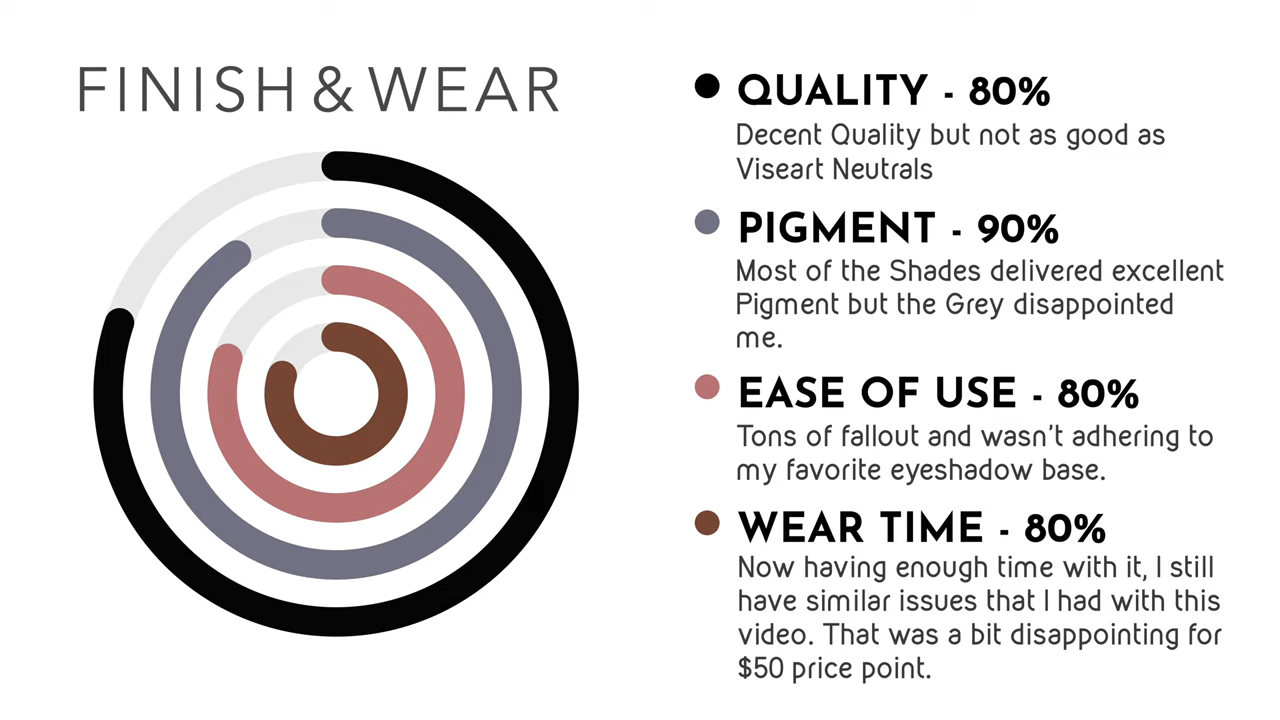 FINISH & WEAR
QUALITY - 80%
Decent Quality but not as good as
Viseart Neutrals
PIGMENT - 90%
Most of the Shades delivered excellent
Pigment but the Grey disappointed
me.
EASE OF USE - 80%
Tons of fallout and wasn't adhering to
my favorite eyeshadow base.
WEAR TIME - 80%
Now having enough time with it, I still
have similar issues that I had with this
video. That was a bit disappointing for
$50 price point.